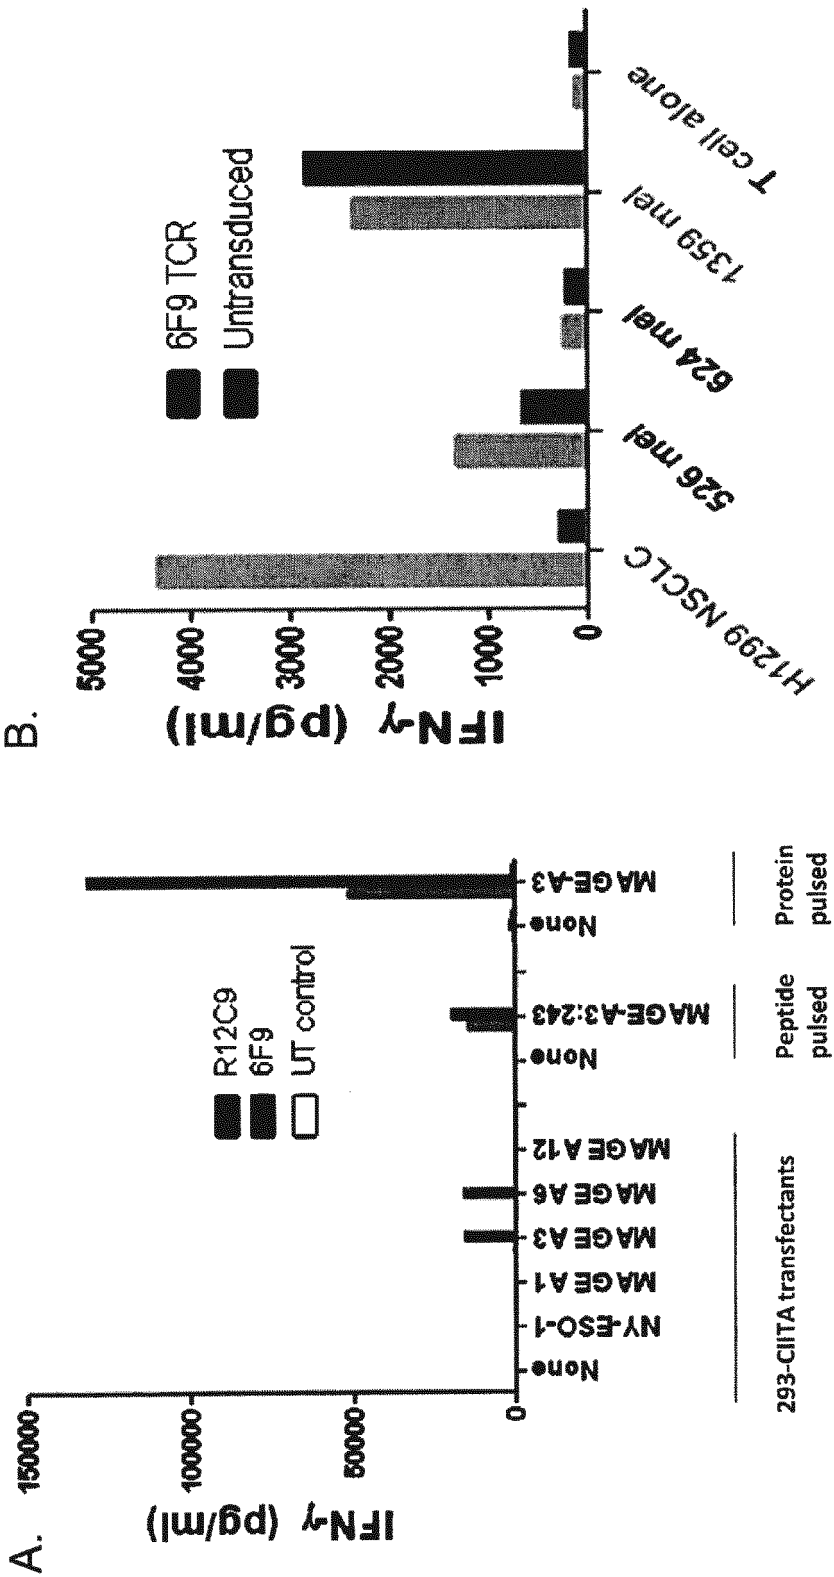 A.
IFN-γ (pg/ml)
150000
100000
50000
0
R12C9
6F9
UT control
None
NY-ESO-1
MAGE A1
MAGE A3
MAGE A6
MAGE A12
None
MAGE-A3:243
None
MAGE-A3
293-CIITA transfectants
Peptide
pulsed
Protein
pulsed
B.
IFN-γ (pg/ml)
5000
4000
3000
2000
1000
0
6F9 TCR
Untransduced
H1299 NSCLC
526 mel
624 mel
1359 mel
T cell alone